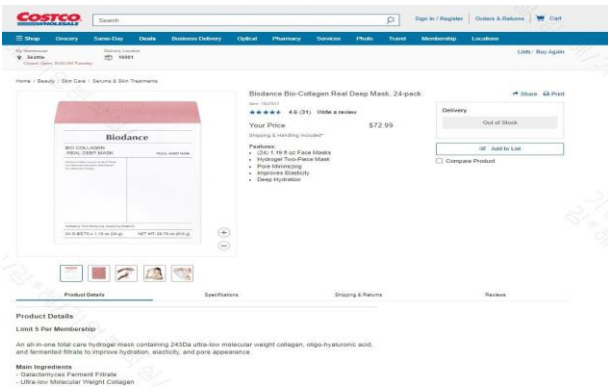 COSTCO
WHOLESALE
Search
Sign In / Register
Orders & Returns
Cart
Shop
Grocery
Same-Day
Deals
Business Delivery
Optical
Pharmacy
Services
Photo
Travel
Membership
Locations
My Warehouse
Seattle
Delivery Location
Lists
Buy Again
Home / Beauty / Skin Care / Serums & Skin Treatments
Biodance Bio-Collagen Real Deep Mask, 24-pack
Share
Print
4.6 (31) Write a review
Your Price $72.99
Shipping & Handling Included*
Features:
(24) 1.19 fl oz Face Masks
Hydrogel Two-Piece Mask
Pore Minimizing
Improves Elasticity
Deep Hydration
Delivery
Out of Stock
Add to List
Compare Product
Biodance
BIO COLLAGEN
REAL DEEP MASK
Product Details
Specifications
Shipping & Returns
Reviews
Product Details
Limit 5 Per Membership
An all-in-one total care hydrogel mask containing 243Da ultra-low molecular weight collagen, oligo-hyaluronic acid,
and fermented filtrate to improve hydration, elasticity, and pore appearance.
Main Ingredients
- Galactomyces Ferment Filtrate
- Ultra-low Molecular Weight Collagen